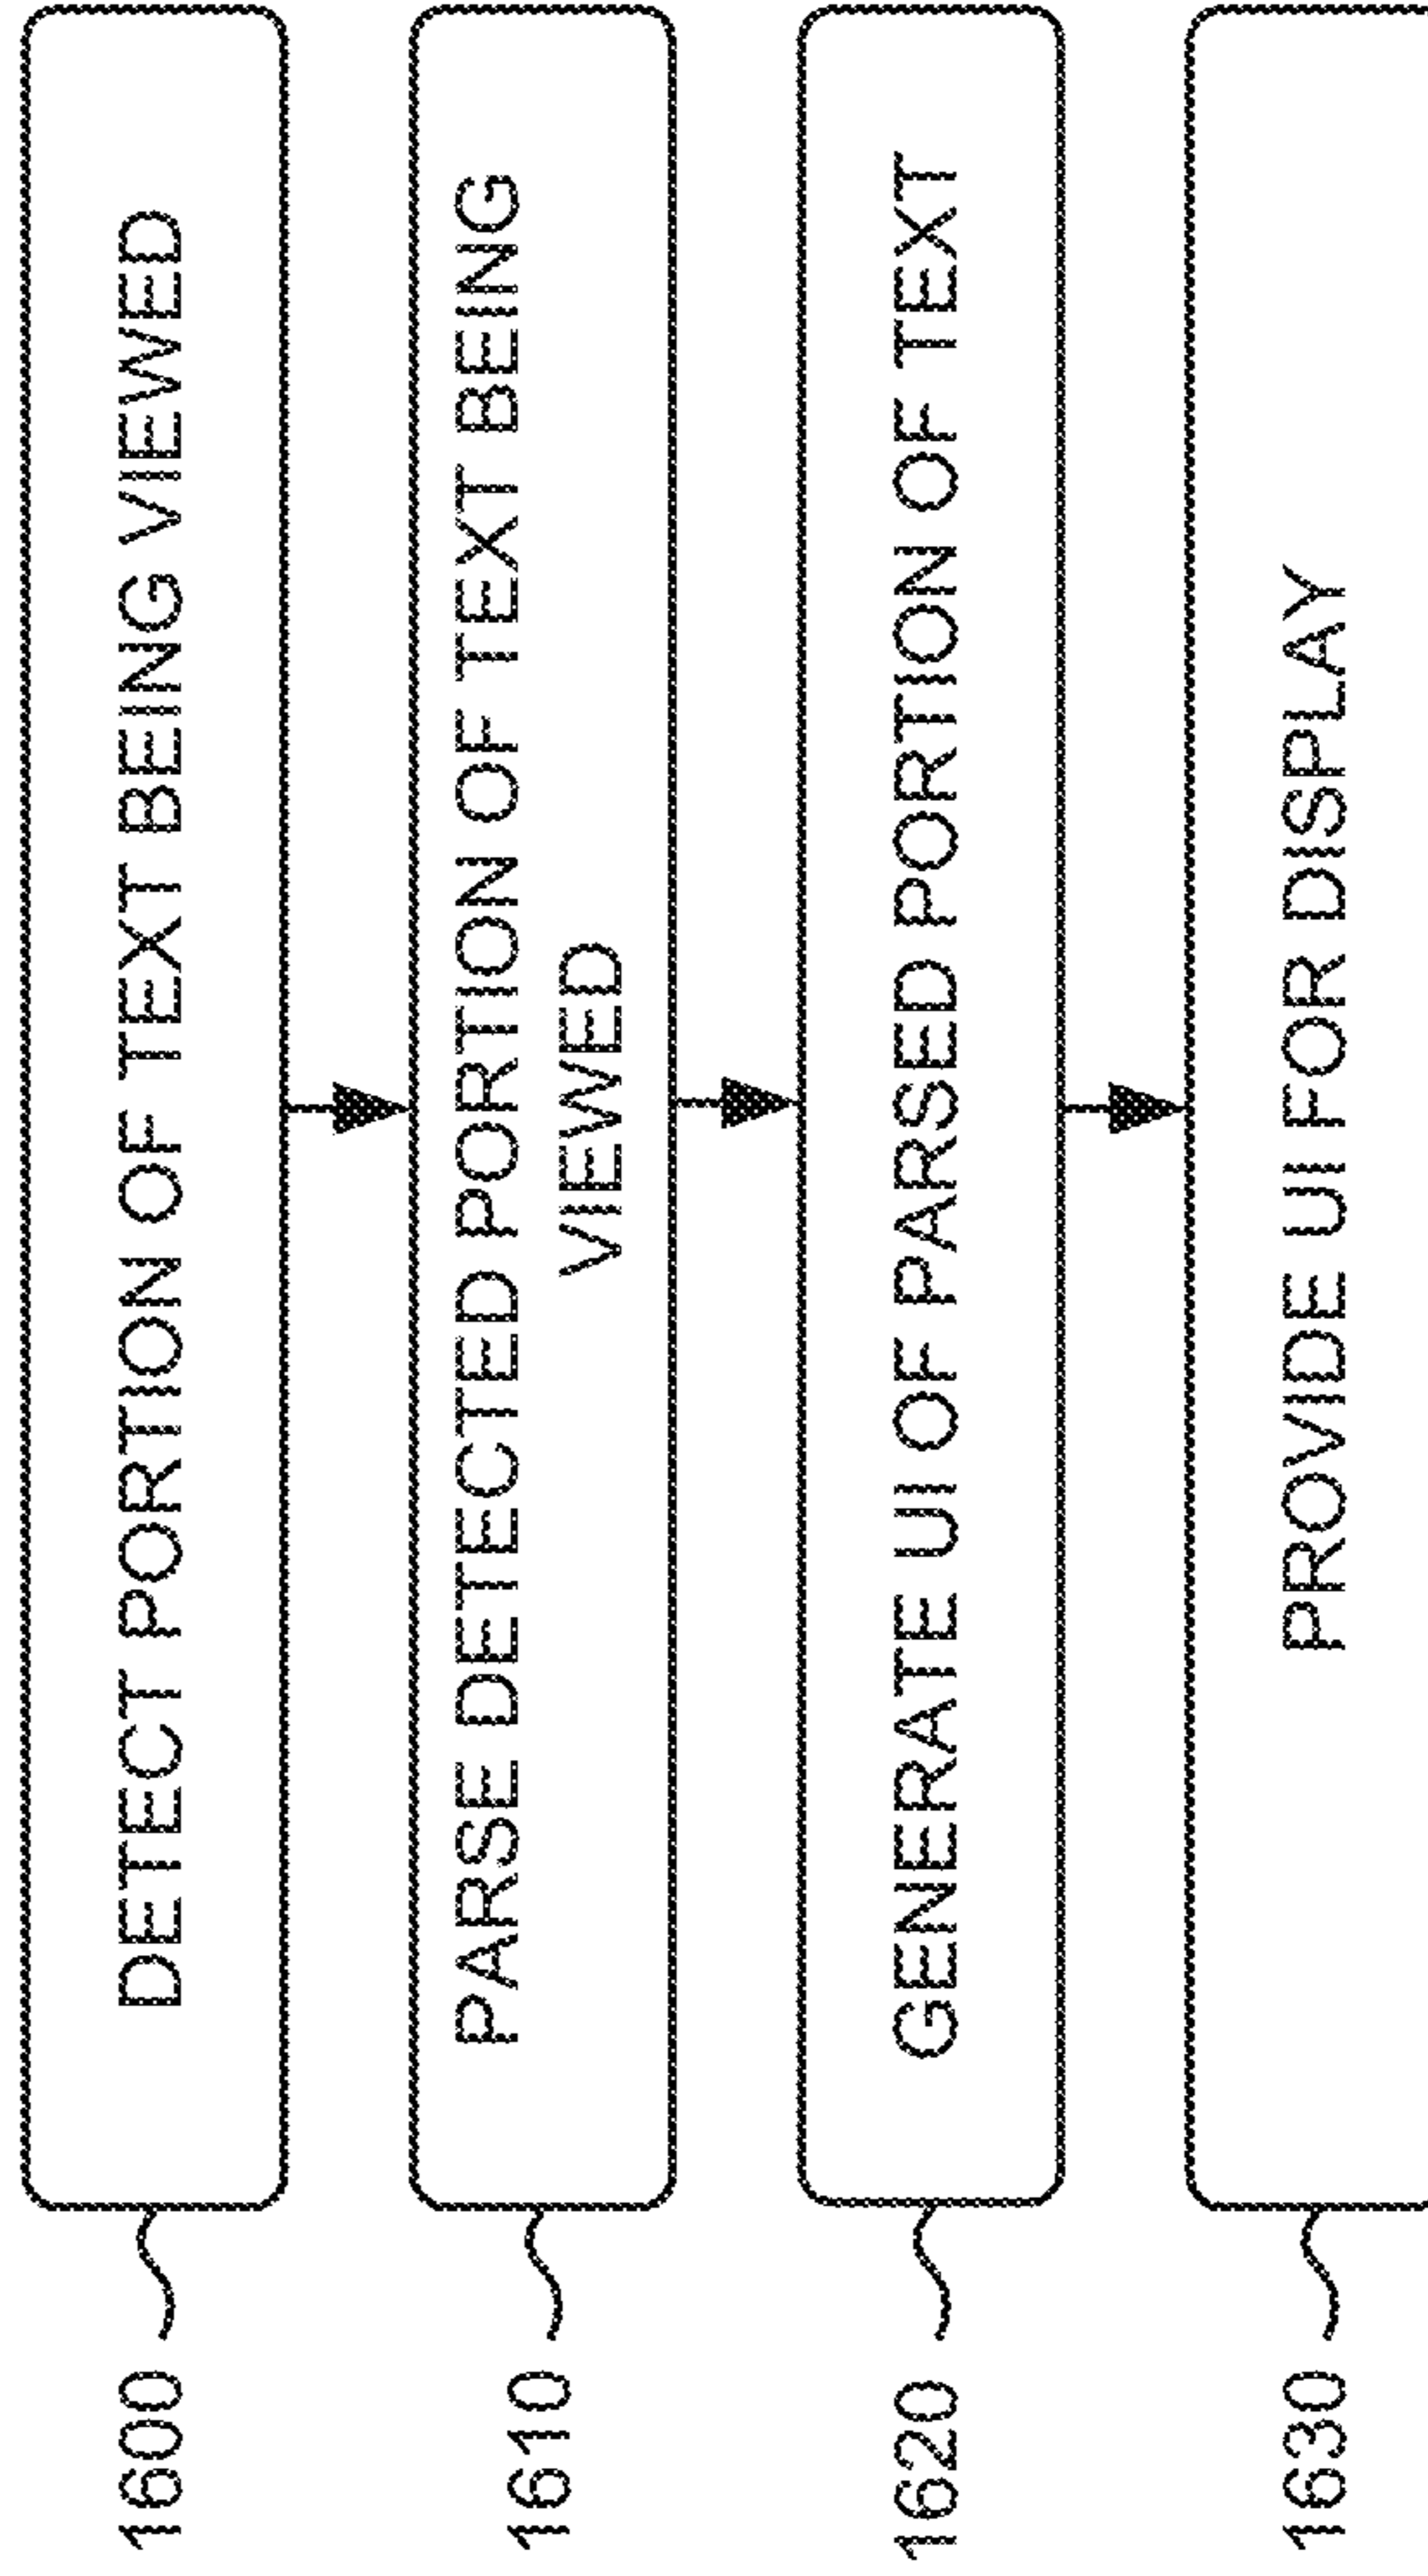 1600
DETECT PORTION OF TEXT BEING VIEWED
1610
PARSE DETECTED PORTION OF TEXT BEING
VIEWED
1620
GENERATE UI OF PARSED PORTION OF TEXT
1630
PROVIDE UI FOR DISPLAY